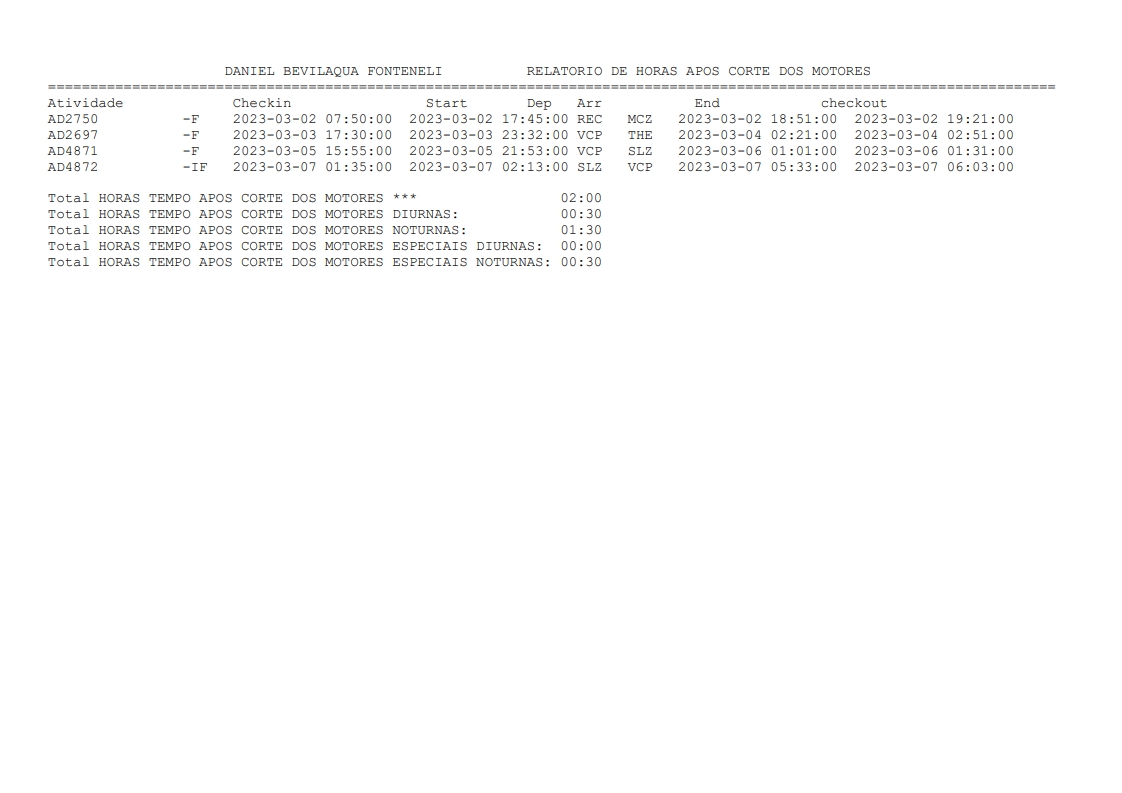 DANIEL BEVILAQUA FONTENELI          RELATORIO DE HORAS APOS CORTE DOS MOTORES
========================================================================================================================
Atividade             Checkin                Start       Dep   Arr           End            checkout
AD2750          -F    2023-03-02 07:50:00  2023-03-02 17:45:00 REC   MCZ   2023-03-02 18:51:00  2023-03-02 19:21:00
AD2697          -F    2023-03-03 17:30:00  2023-03-03 23:32:00 VCP   THE   2023-03-04 02:21:00  2023-03-04 02:51:00
AD4871          -F    2023-03-05 15:55:00  2023-03-05 21:53:00 VCP   SLZ   2023-03-06 01:01:00  2023-03-06 01:31:00
AD4872          -IF   2023-03-07 01:35:00  2023-03-07 02:13:00 SLZ   VCP   2023-03-07 05:33:00  2023-03-07 06:03:00
Total HORAS TEMPO APOS CORTE DOS MOTORES ***                 02:00
Total HORAS TEMPO APOS CORTE DOS MOTORES DIURNAS:            00:30
Total HORAS TEMPO APOS CORTE DOS MOTORES NOTURNAS:           01:30
Total HORAS TEMPO APOS CORTE DOS MOTORES ESPECIAIS DIURNAS:  00:00
Total HORAS TEMPO APOS CORTE DOS MOTORES ESPECIAIS NOTURNAS: 00:30